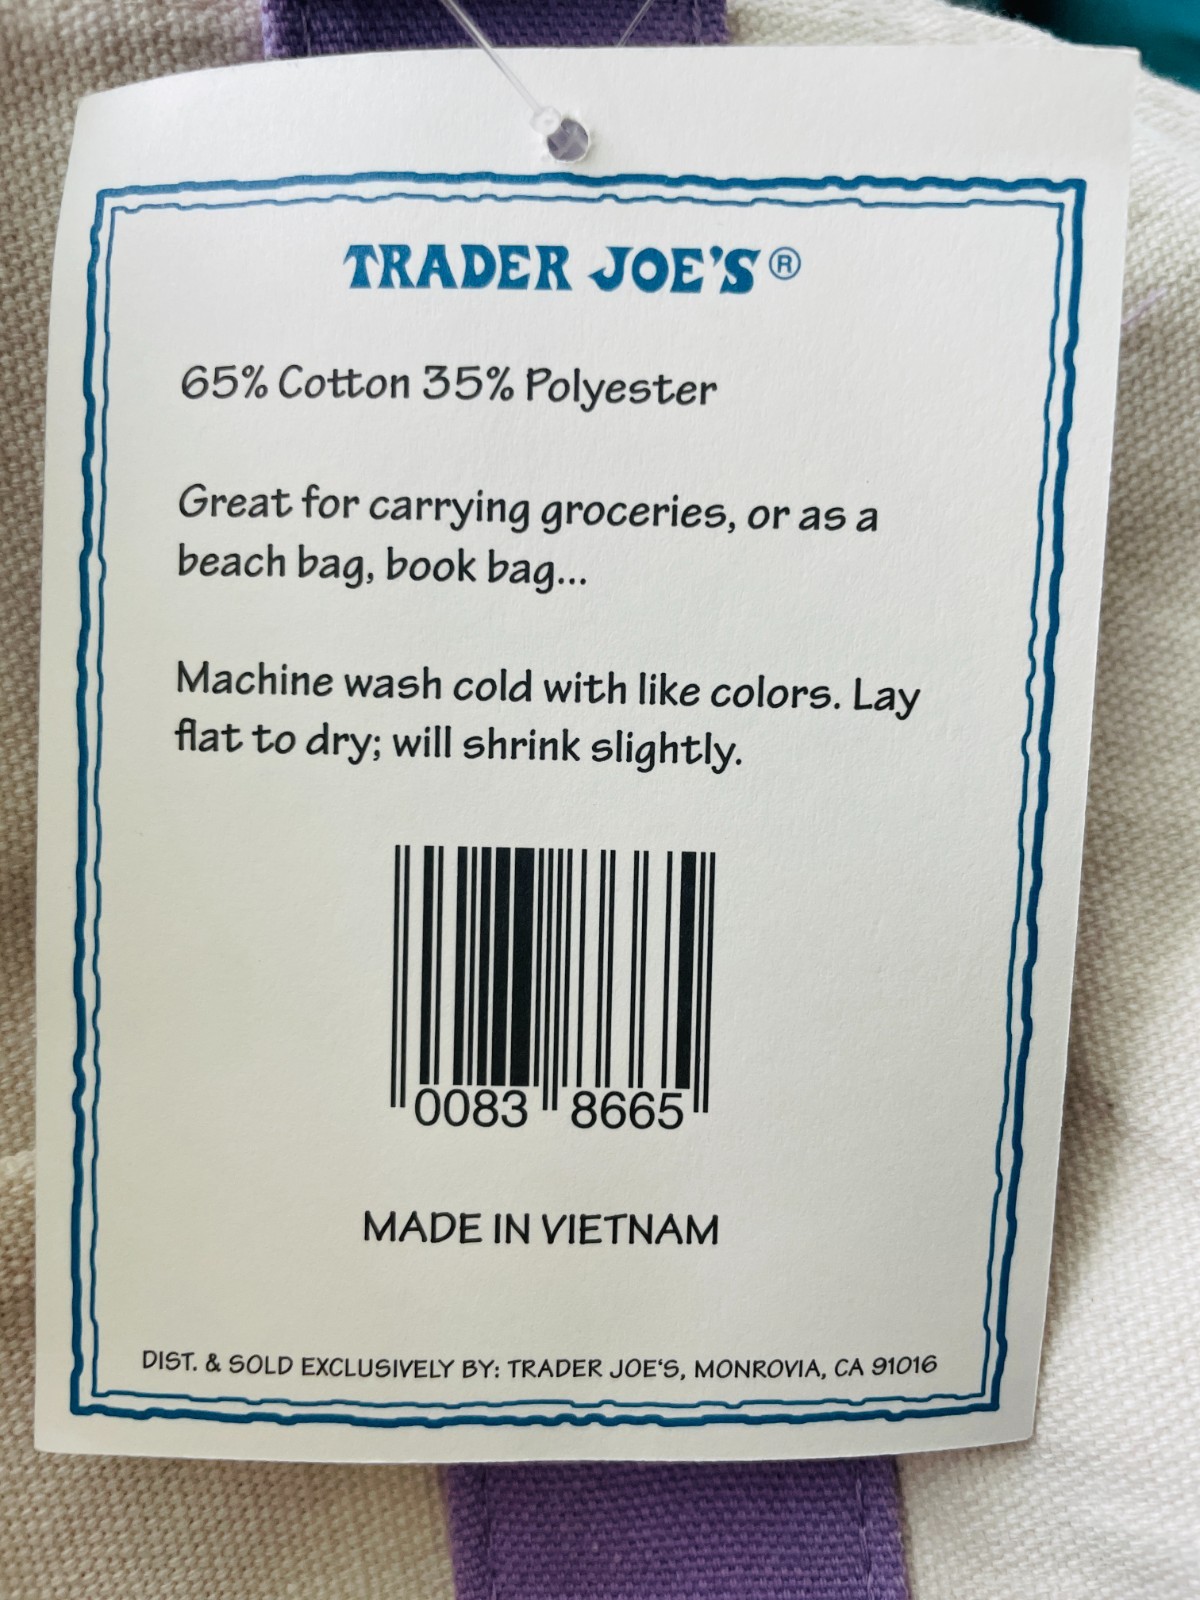 TRADER JOE'S®
65% Cotton 35% Polyester
Great for carrying groceries, or as a
beach bag, book bag...
Machine wash cold with like colors. Lay
flat to dry; will shrink slightly.
0083 8665
MADE IN VIETNAM
DIST. & SOLD EXCLUSIVELY BY: TRADER JOE'S, MONROVIA, CA 91016